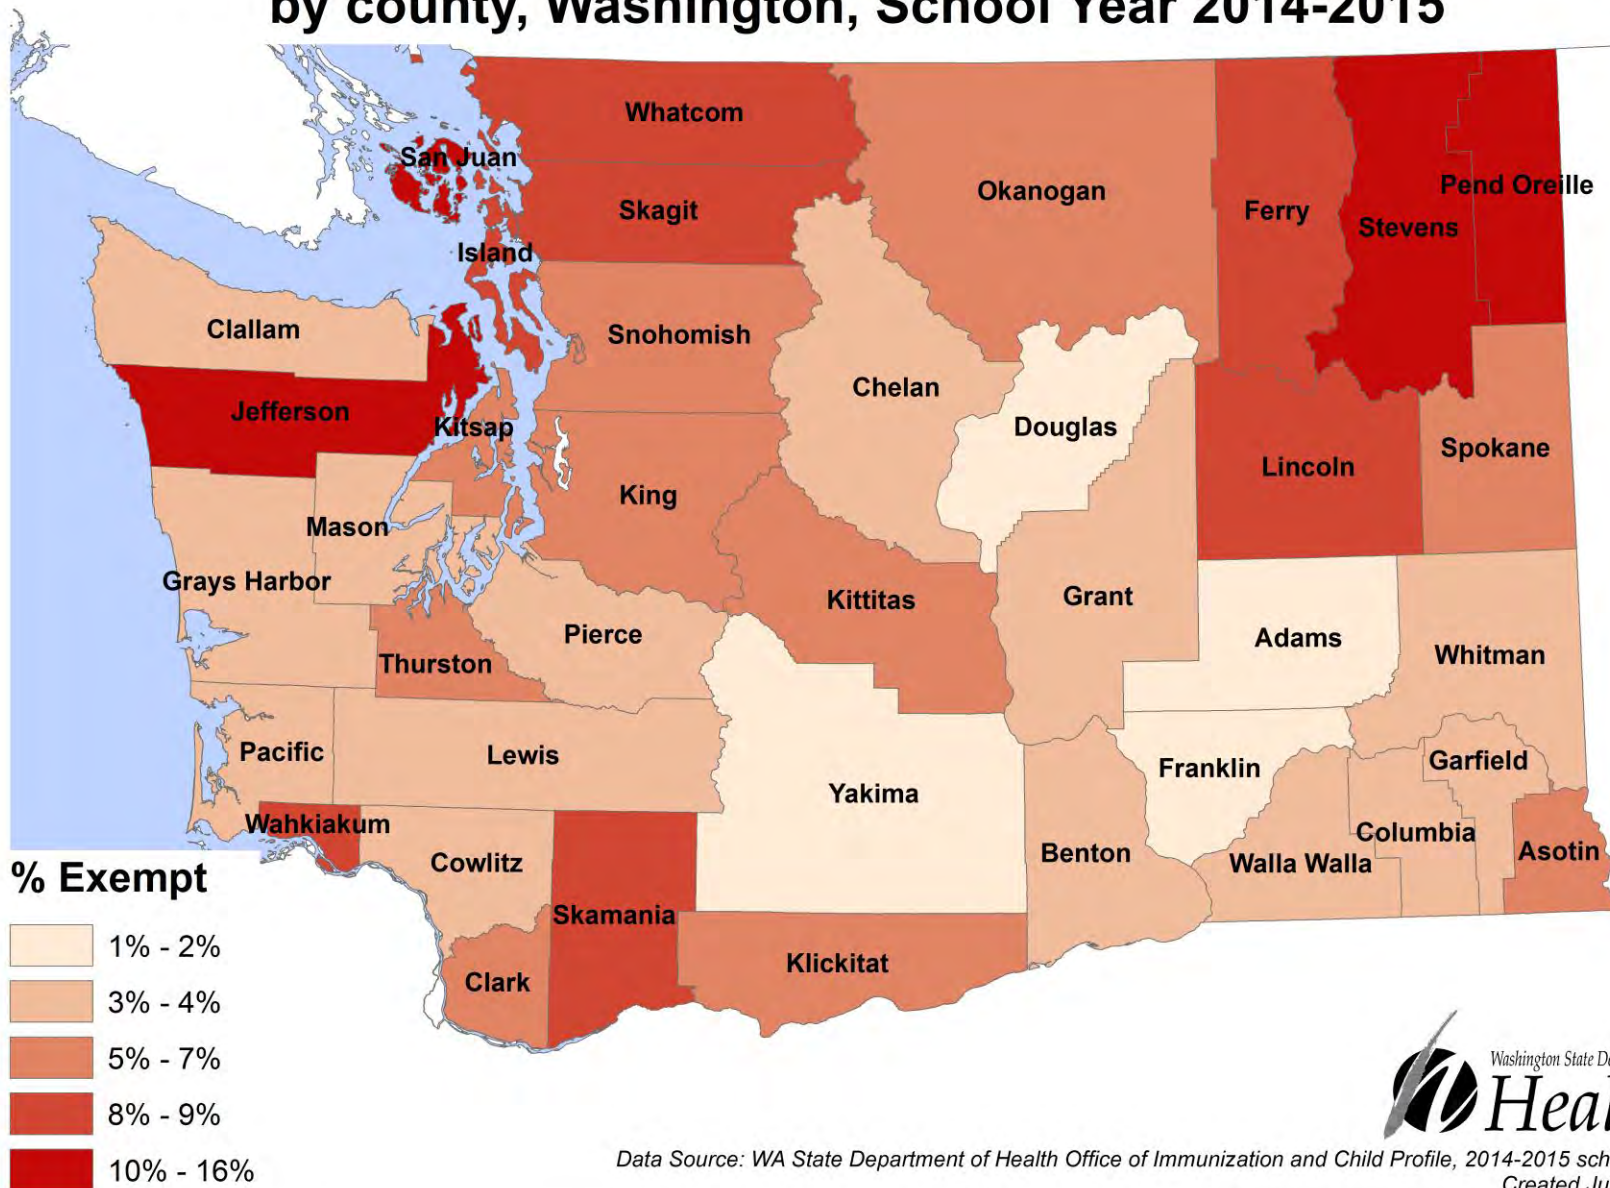 by county, Washington, School Year 2014-2015
Whatcom
San Juan
Pend Oreille
Okanogan
Skagit
Ferry
Stevens
Island
Clallam
Snohomish
Chelan
Jefferson
Kitsap
Douglas
Spokane
Lincoln
King
Mason
Grays Harbor
Kittitas
Grant
Pierce
Adams
Whitman
Thurston
Pacific
Lewis
Garfield
Franklin
Yakima
Wahkiakum
Columbia
Asotin
Benton
Cowlitz
Walla Walla
Skamania
Klickitat
Clark
% Exempt
1% - 2%
3% - 4%
5% - 7%
8% - 9%
10% - 16%
Washington State De
Heal
Data Source: WA State Department of Health Office of Immunization and Child Profile, 2014-2015 sch
Created Ju